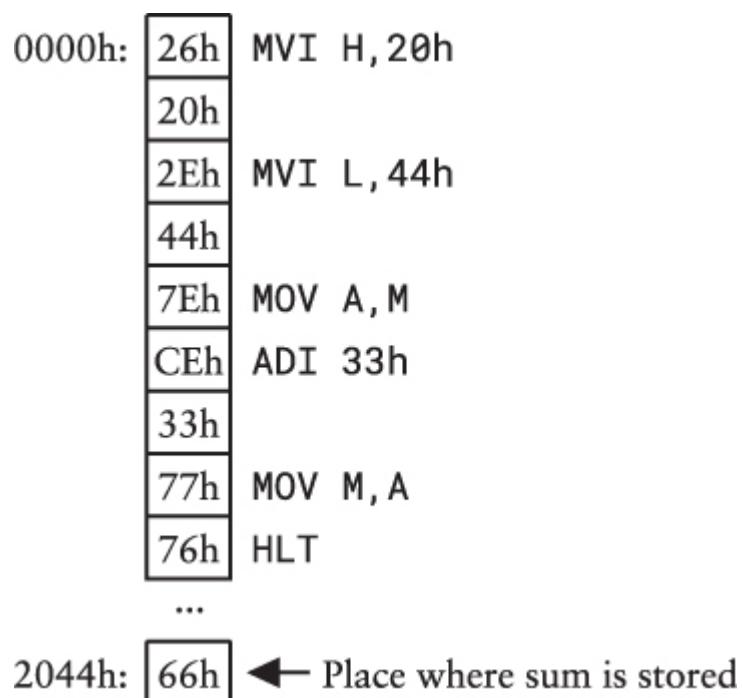 0000h: 26h MVI H,20h
20h
2Eh MVI L,44h
44h
7Eh MOV A,M
CEh ADI 33h
33h
77h MOV M,A
76h HLT
...
2044h: 66h ← Place where sum is stored